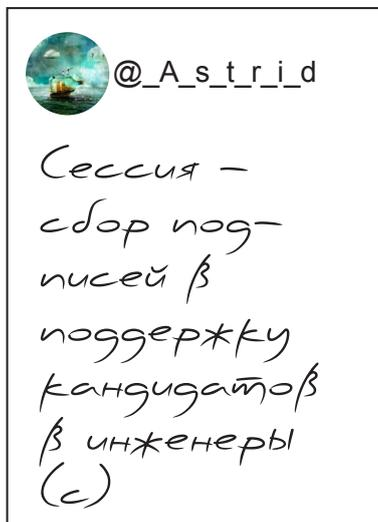 @_A_s_t_r_i_d
Сессия –
сбор под–
писей в
поддержку
кандидатов
в инженеры
(с)